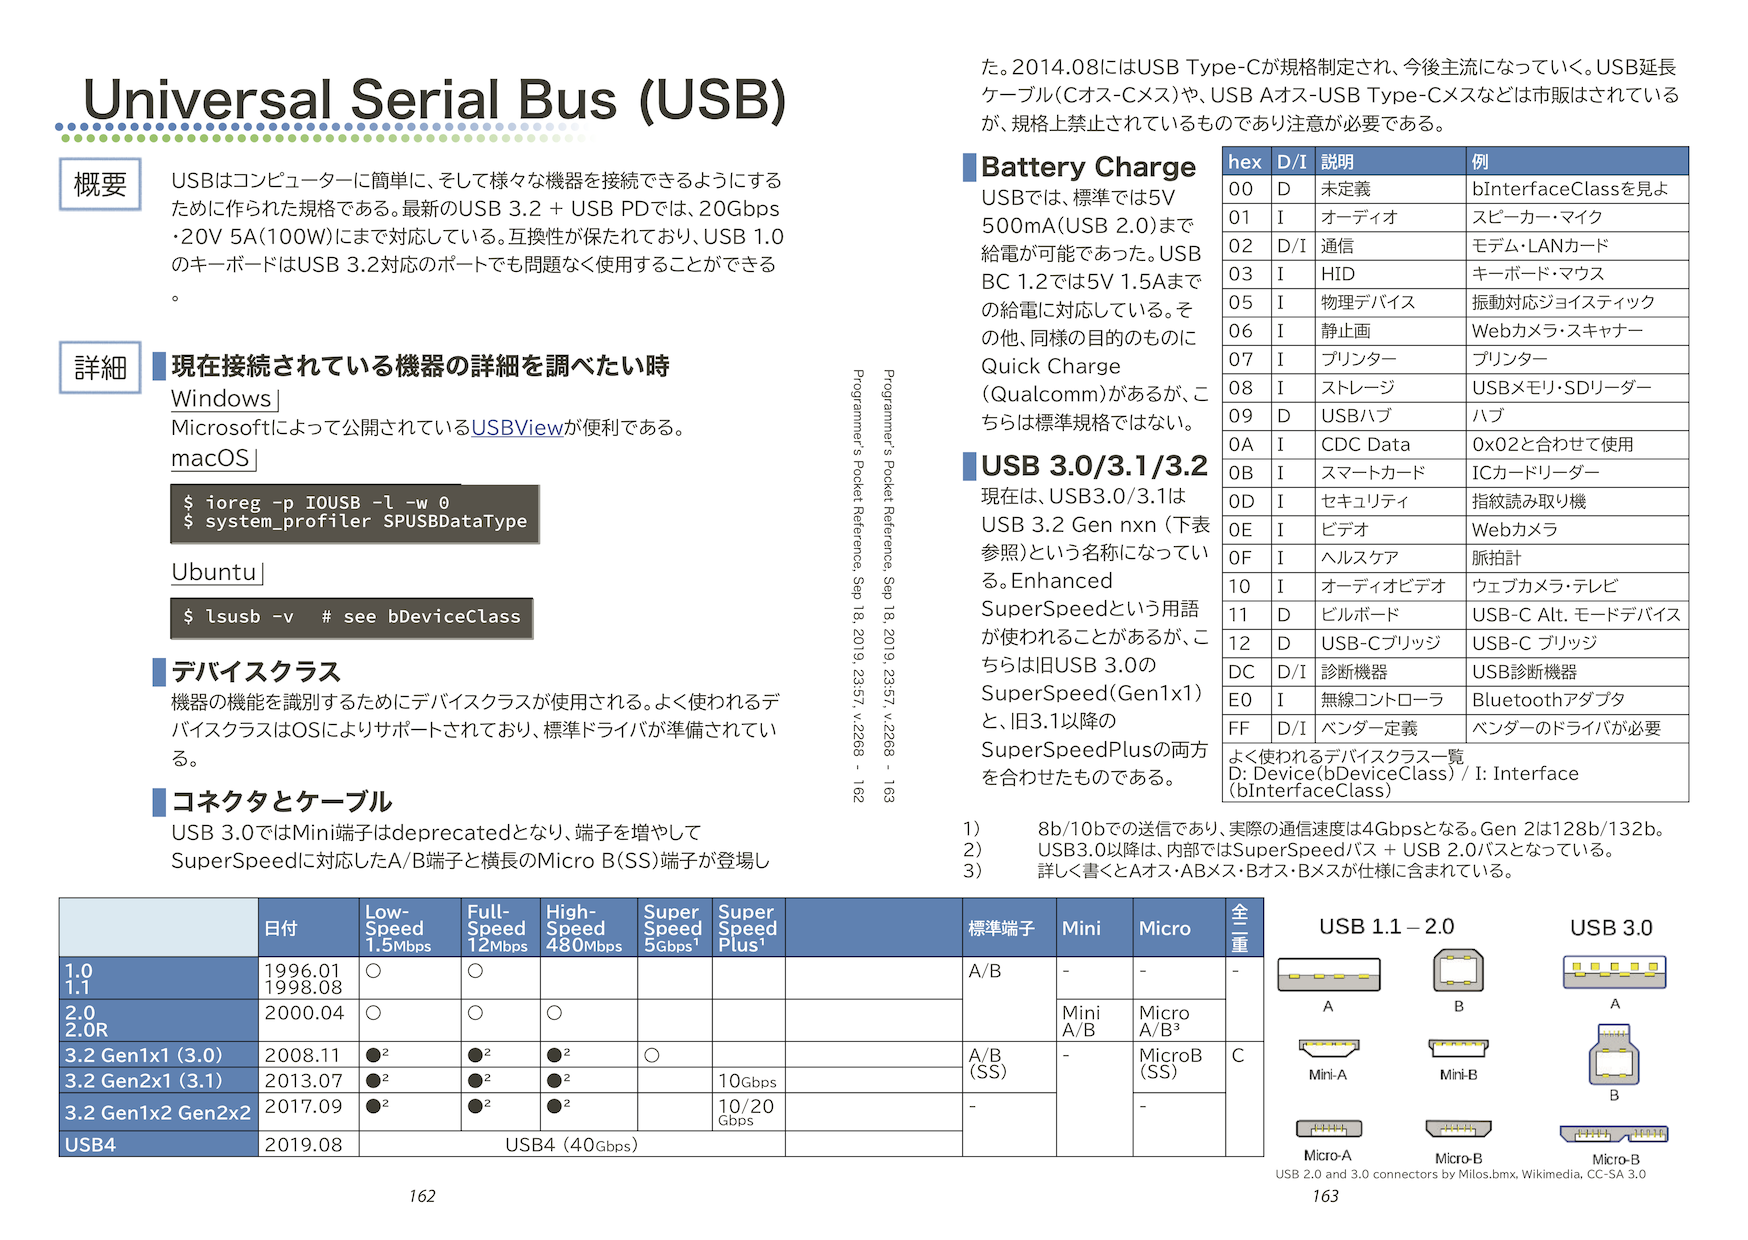 Universal Serial Bus (USB)
概要
USBはコンピューターに簡単に、そして様々な機器を接続できるようにする
ために作られた規格である。最新のUSB 3.2 + USB PDでは、20Gbps
・20V 5A(100W)にまで対応している。互換性が保たれており、USB 1.0
のキーボードはUSB 3.2対応のポートでも問題なく使用することができる
。
詳細
現在接続されている機器の詳細を調べたい時
Windows
Microsoftによって公開されているUSBViewが便利である。
macOS
$ ioreg -p IOUSB -l -w 0
$ system_profiler SPUSBDataType
Ubuntu
$ lsusb -v   # see bDeviceClass
デバイスクラス
機器の機能を識別するためにデバイスクラスが使用される。よく使われるデ
バイスクラスはOSによりサポートされており、標準ドライバが準備されてい
る。
コネクタとケーブル
USB 3.0ではMini端子はdeprecatedとなり、端子を増やして
SuperSpeedに対応したA/B端子と横長のMicro B(SS)端子が登場し
Programmer's Pocket Reference, Sep 18, 2019, 23:57, v.2268 - 162
Programmer's Pocket Reference, Sep 18, 2019, 23:57, v.2268 - 163
た。2014.08にはUSB Type-Cが規格制定され、今後主流になっていく。USB延長
ケーブル(Cオス-Cメス)や、USB Aオス-USB Type-Cメスなどは市販はされている
が、規格上禁止されているものであり注意が必要である。
Battery Charge
USBでは、標準では5V
500mA(USB 2.0)まで
給電が可能であった。USB
BC 1.2では5V 1.5Aまで
の給電に対応している。そ
の他、同様の目的のものに
Quick Charge
(Qualcomm)があるが、こ
ちらは標準規格ではない。
USB 3.0/3.1/3.2
現在は、USB3.0/3.1は
USB 3.2 Gen nxn (下表
参照)という名称になってい
る。Enhanced
SuperSpeedという用語
が使われることがあるが、こ
ちらは旧USB 3.0の
SuperSpeed(Gen1x1)
と、旧3.1以降の
SuperSpeedPlusの両方
を合わせたものである。
hex D/I 説明 例
00 D 未定義 bInterfaceClassを見よ
01 I オーディオ スピーカー・マイク
02 D/I 通信 モデム・LANカード
03 I HID キーボード・マウス
05 I 物理デバイス 振動対応ジョイスティック
06 I 静止画 Webカメラ・スキャナー
07 I プリンター プリンター
08 I ストレージ USBメモリ・SDリーダー
09 D USBハブ ハブ
0A I CDC Data 0x02と合わせて使用
0B I スマートカード ICカードリーダー
0D I セキュリティ 指紋読み取り機
0E I ビデオ Webカメラ
0F I ヘルスケア 脈拍計
10 I オーディオビデオ ウェブカメラ・テレビ
11 D ビルボード USB-C Alt. モードデバイス
12 D USB-Cブリッジ USB-C ブリッジ
DC D/I 診断機器 USB診断機器
E0 I 無線コントローラ Bluetoothアダプタ
FF D/I ベンダー定義 ベンダーのドライバが必要
よく使われるデバイスクラス一覧
D: Device(bDeviceClass) / I: Interface
(bInterfaceClass)
1) 8b/10bでの送信であり、実際の通信速度は4Gbpsとなる。Gen 2は128b/132b。
2) USB3.0以降は、内部ではSuperSpeedバス + USB 2.0バスとなっている。
3) 詳しく書くとAオス・ABメス・Bオス・Bメスが仕様に含まれている。
日付 Low-Speed 1.5Mbps Full-Speed 12Mbps High-Speed 480Mbps Super Speed 5Gbps¹ Super Speed Plus¹ 標準端子 Mini Micro 全二重
1.0 1996.01 ○ ○ A/B - - -
1.1 1998.08
2.0 2000.04 ○ ○ ○ Mini Micro
2.0R A/B A/B³
3.2 Gen1x1 (3.0) 2008.11 ●² ●² ●² ○ A/B - MicroB C
(SS) (SS)
3.2 Gen2x1 (3.1) 2013.07 ●² ●² ●² 10Gbps
3.2 Gen1x2 Gen2x2 2017.09 ●² ●² ●² 10/20 Gbps - -
USB4 2019.08 USB4 (40Gbps)
USB 1.1 – 2.0 USB 3.0
A B A
Mini-A Mini-B B
Micro-A Micro-B Micro-B
USB 2.0 and 3.0 connectors by Milos.bmx, Wikimedia, CC-SA 3.0
162 163